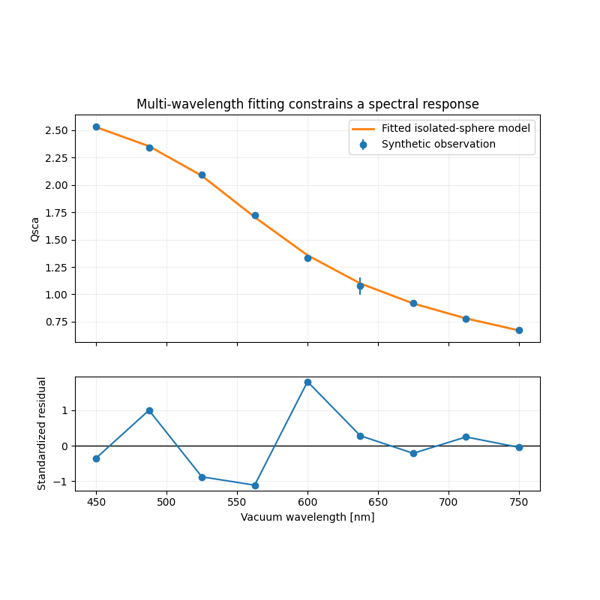 Multi-wavelength fitting constrains a spectral response
Fitted isolated-sphere model
Synthetic observation
Qsca
2.50
2.25
2.00
1.75
1.50
1.25
1.00
0.75
Standardized residual
1
0
−1
450 500 550 600 650 700 750
Vacuum wavelength [nm]